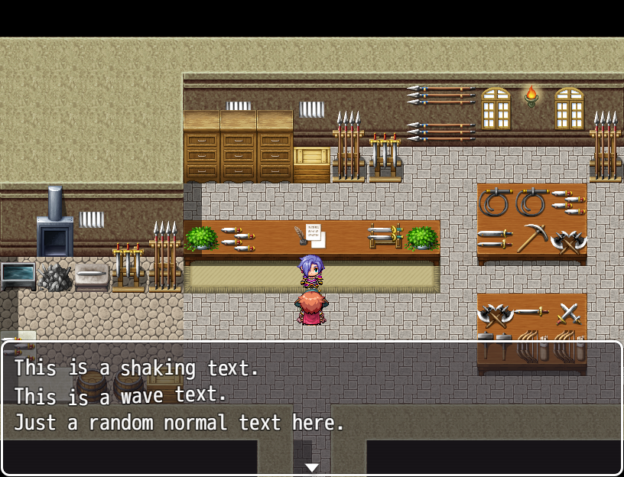 This is a shaking text.
This is a wave text.
Just a random normal text here.